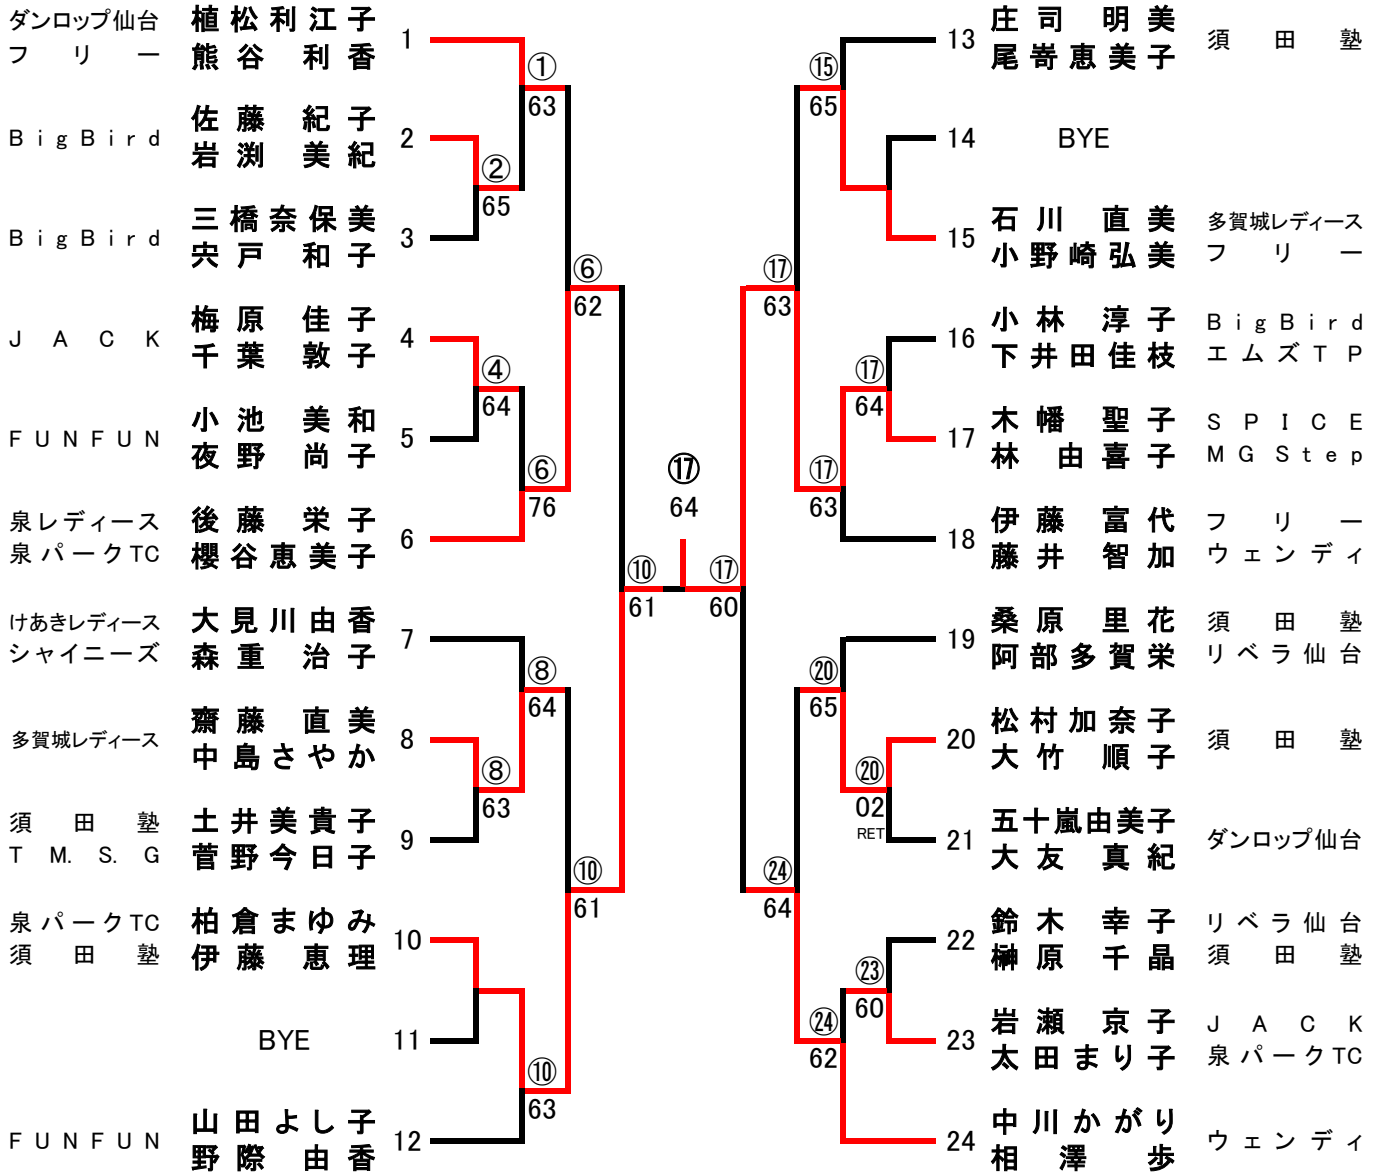 ダンロップ仙台 植松利江子
フリー 熊谷利香
1
BigBird 佐藤紀子
岩渕美紀
2
BigBird 三橋奈保美
宍戸和子
3
JACK 梅原佳子
千葉敦子
4
FUNFUN 小池美和
夜野尚子
5
泉レディース 後藤栄子
泉パークTC 櫻谷恵美子
6
けあきレディース 大見川由香
シャイニーズ 森重治子
7
多賀城レディース 齋藤直美
中島さやか
8
須田塾 土井美貴子
T M. S. G 菅野今日子
9
泉パークTC 柏倉まゆみ
須田塾 伊藤恵理
10
BYE 11
FUNFUN 山田よし子
野際由香
12
①
63
②
65
④
64
⑥
76
⑥
62
⑧
64
⑧
63
⑩
63
⑩
61
⑩
61
⑰
64
⑰
60
⑰
63
⑮
65
⑰
64
⑰
63
⑳
65
⑳
02
RET
㉔
64
㉓
60
㉔
62
13
庄司明美
尾嵜恵美子 須田塾
14 BYE
15
石川直美 多賀城レディース
小野崎弘美 フリー
16
小林淳子 BigBird
下井田佳枝 エムズTP
17
木幡聖子 SPICE
林由喜子 MGStep
18
伊藤富代 フリー
藤井智加 ウェンディ
19
桑原里花 須田塾
阿部多賀栄 リベラ仙台
20
松村加奈子
大竹順子 須田塾
21
五十嵐由美子
大友真紀 ダンロップ仙台
22
鈴木幸子 リベラ仙台
榊原千晶 須田塾
23
岩瀬京子 JACK
太田まり子 泉パークTC
24
中川かがり
相澤歩 ウェンディ